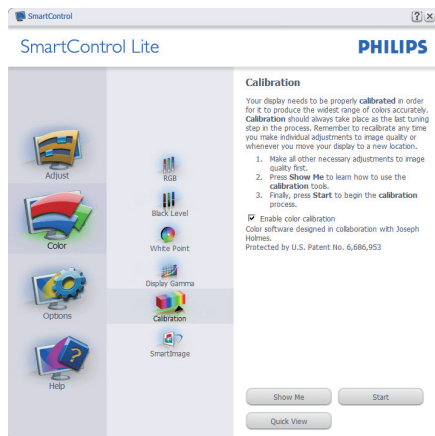 SmartControl
SmartControl Lite
PHILIPS
Adjust
Color
Options
Help
RGB
Black Level
White Point
Display Gamma
Calibration
SmartImage
Calibration
Your display needs to be properly calibrated in order
for it to produce the widest range of colors accurately.
Calibration should always take place as the last tuning
step in the process. Remember to recalibrate any time
you make individual adjustments to image quality or
whenever you move your display to a new location.
1. Make all other necessary adjustments to image
quality first.
2. Press Show Me to learn how to use the
calibration tools.
3. Finally, press Start to begin the calibration
process.
Enable color calibration
Color software designed in collaboration with Joseph
Holmes.
Protected by U.S. Patent No. 6,686,953
Show Me
Start
Quick View